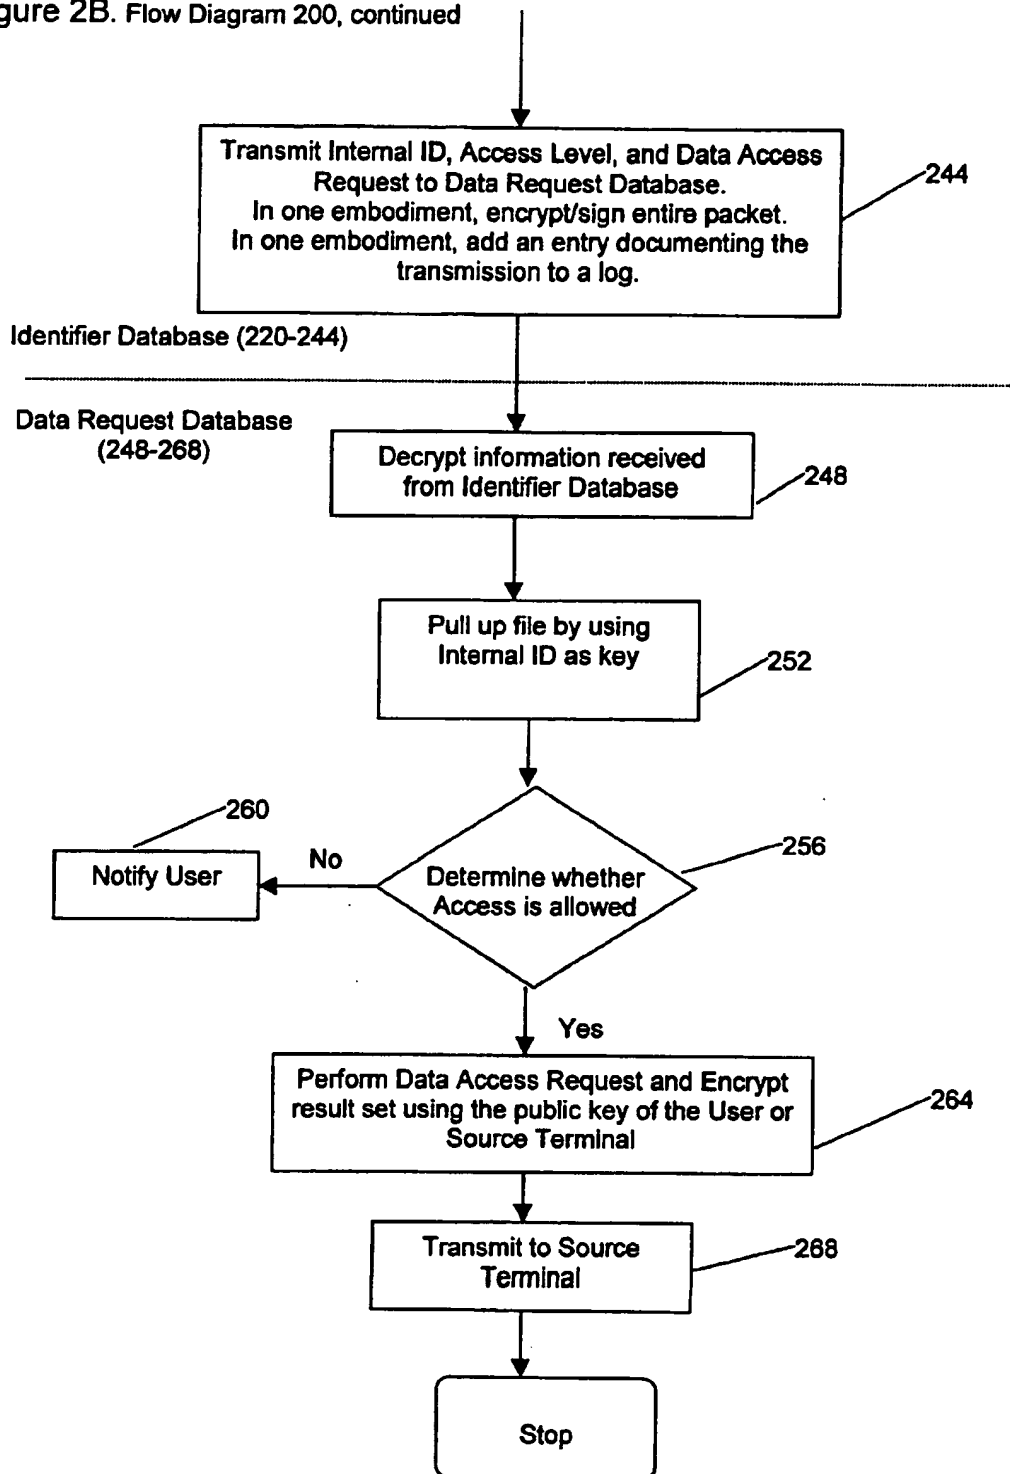 gure 2B. Flow Diagram 200, continued
Transmit Internal ID, Access Level, and Data Access
Request to Data Request Database.
In one embodiment, encrypt/sign entire packet.
In one embodiment, add an entry documenting the
transmission to a log.
244
Identifier Database (220-244)
Data Request Database
(248-268)
Decrypt information received
from Identifier Database
248
Pull up file by using
Internal ID as key
252
260
Notify User
No
Determine whether
Access is allowed
256
Yes
Perform Data Access Request and Encrypt
result set using the public key of the User or
Source Terminal
264
Transmit to Source
Terminal
268
Stop